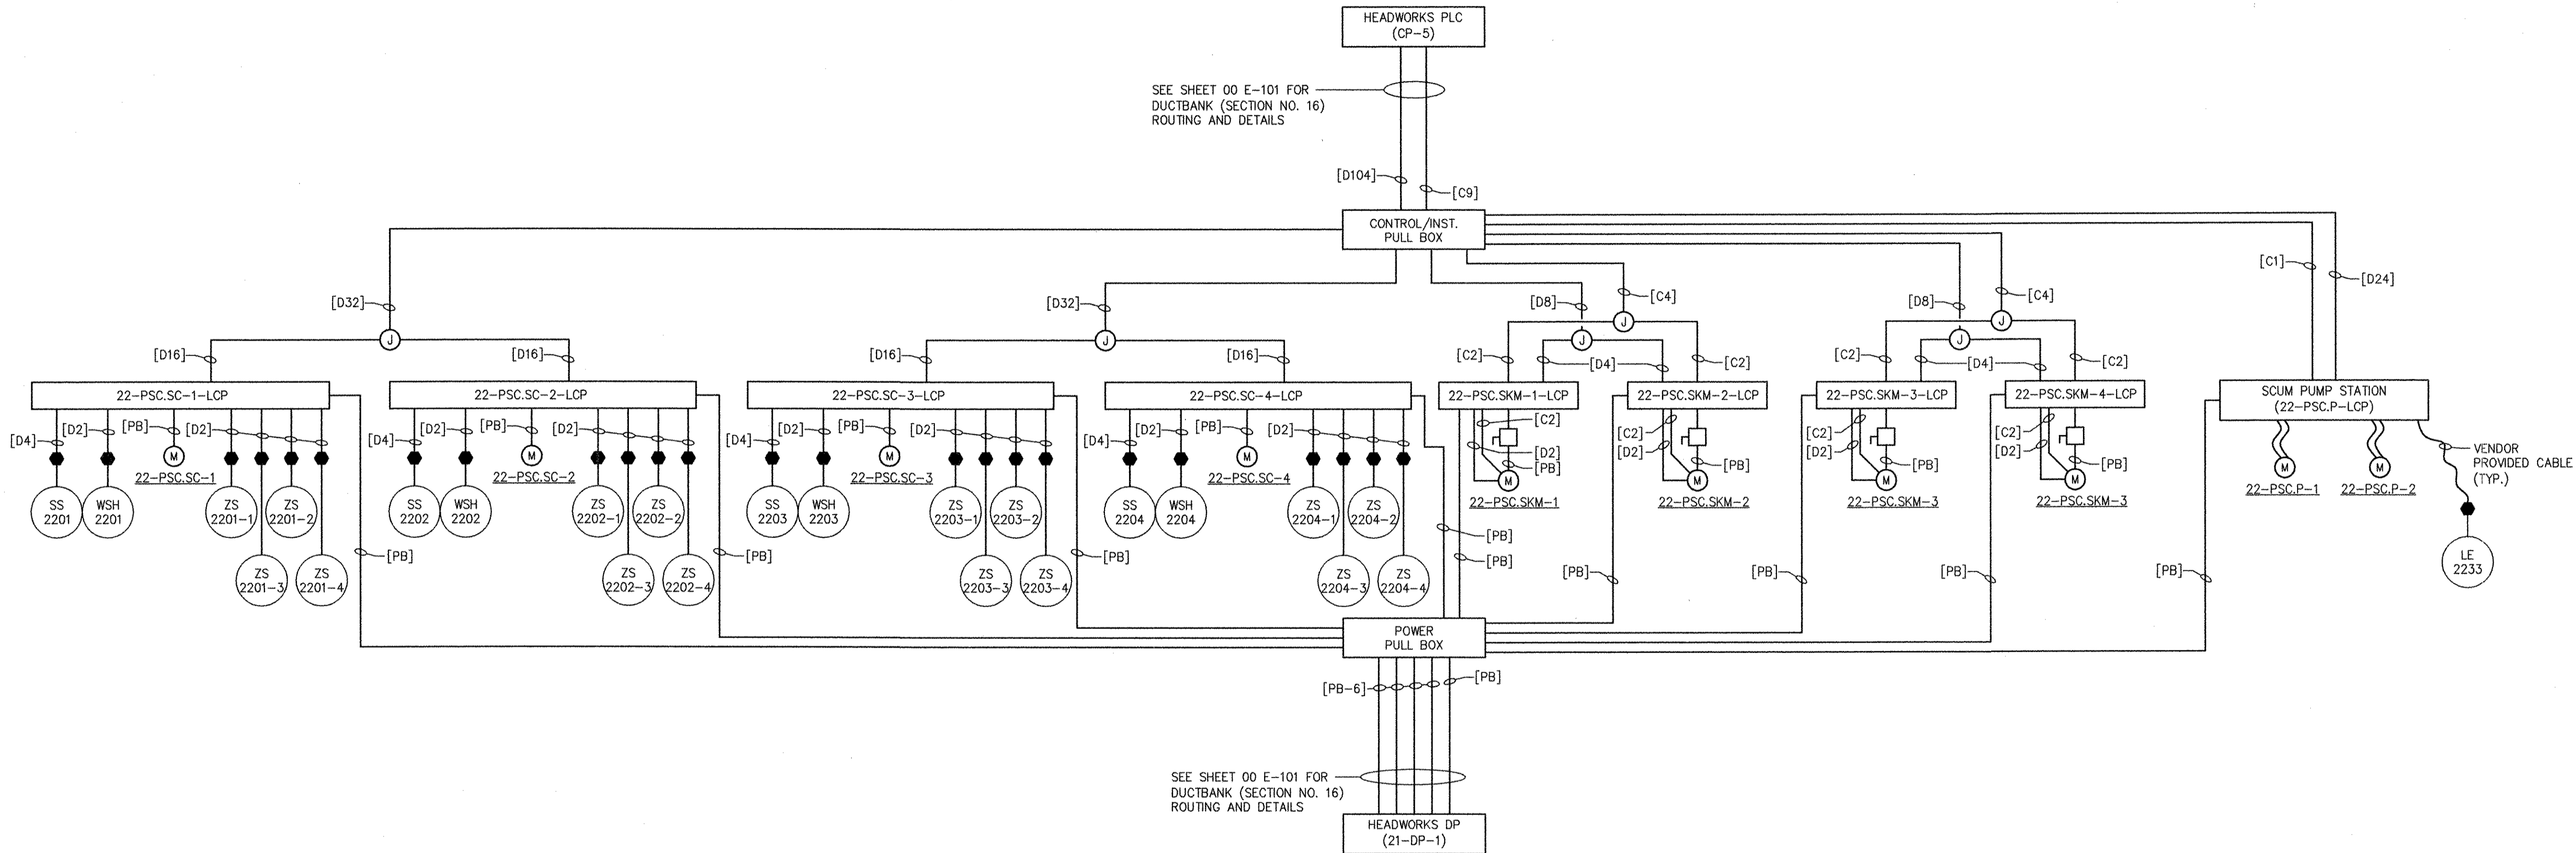 HEADWORKS PLC
(CP-5)
SEE SHEET 00 E-101 FOR
DUCTBANK (SECTION NO. 16)
ROUTING AND DETAILS
[D104]
[C9]
CONTROL/INST.
PULL BOX
[C1]
[D24]
[D32]
[D32]
[D8]
[C4]
[D8]
[C4]
J
J
J
J
J
J
[D16]
[D16]
[D16]
[D16]
[C2]
[D4]
[C2]
[C2]
[D4]
[C2]
22-PSC.SC-1-LCP
22-PSC.SC-2-LCP
22-PSC.SC-3-LCP
22-PSC.SC-4-LCP
22-PSC.SKM-1-LCP
22-PSC.SKM-2-LCP
22-PSC.SKM-3-LCP
22-PSC.SKM-4-LCP
SCUM PUMP STATION
(22-PSC.P-LCP)
[D4]
[D2]
[PB]
[D2]
[D4]
[D2]
[PB]
[D2]
[D4]
[D2]
[PB]
[D2]
[D4]
[D2]
[PB]
[D2]
[C2]
[D2]
[PB]
[C2]
[D2]
[PB]
[C2]
[D2]
[PB]
[C2]
[D2]
[PB]
M
M
M
M
M
M
M
M
M
M
22-PSC.SC-1
22-PSC.SC-2
22-PSC.SC-3
22-PSC.SC-4
22-PSC.SKM-1
22-PSC.SKM-2
22-PSC.SKM-3
22-PSC.SKM-3
22-PSC.P-1
22-PSC.P-2
VENDOR
PROVIDED CABLE
(TYP.)
SS
2201
WSH
2201
ZS
2201-1
ZS
2201-2
SS
2202
WSH
2202
ZS
2202-1
ZS
2202-2
SS
2203
WSH
2203
ZS
2203-1
ZS
2203-2
SS
2204
WSH
2204
ZS
2204-1
ZS
2204-2
ZS
2201-3
ZS
2201-4
ZS
2202-3
ZS
2202-4
ZS
2203-3
ZS
2203-4
ZS
2204-3
ZS
2204-4
LE
2233
[PB]
[PB]
[PB]
[PB]
[PB]
[PB]
[PB]
[PB]
[PB]
POWER
PULL BOX
[PB-6]
[PB]
SEE SHEET 00 E-101 FOR
DUCTBANK (SECTION NO. 16)
ROUTING AND DETAILS
HEADWORKS DP
(21-DP-1)